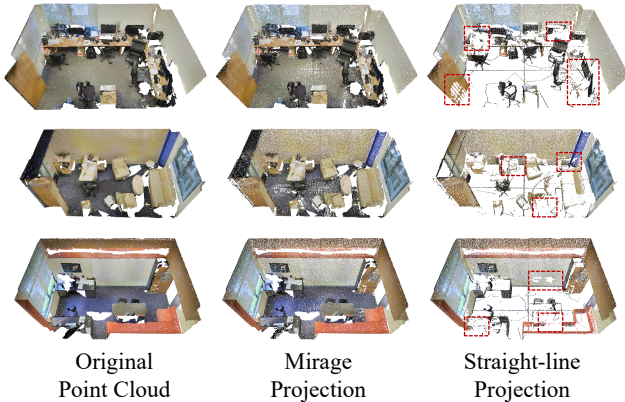 Original
Point Cloud
Mirage
Projection
Straight-line
Projection